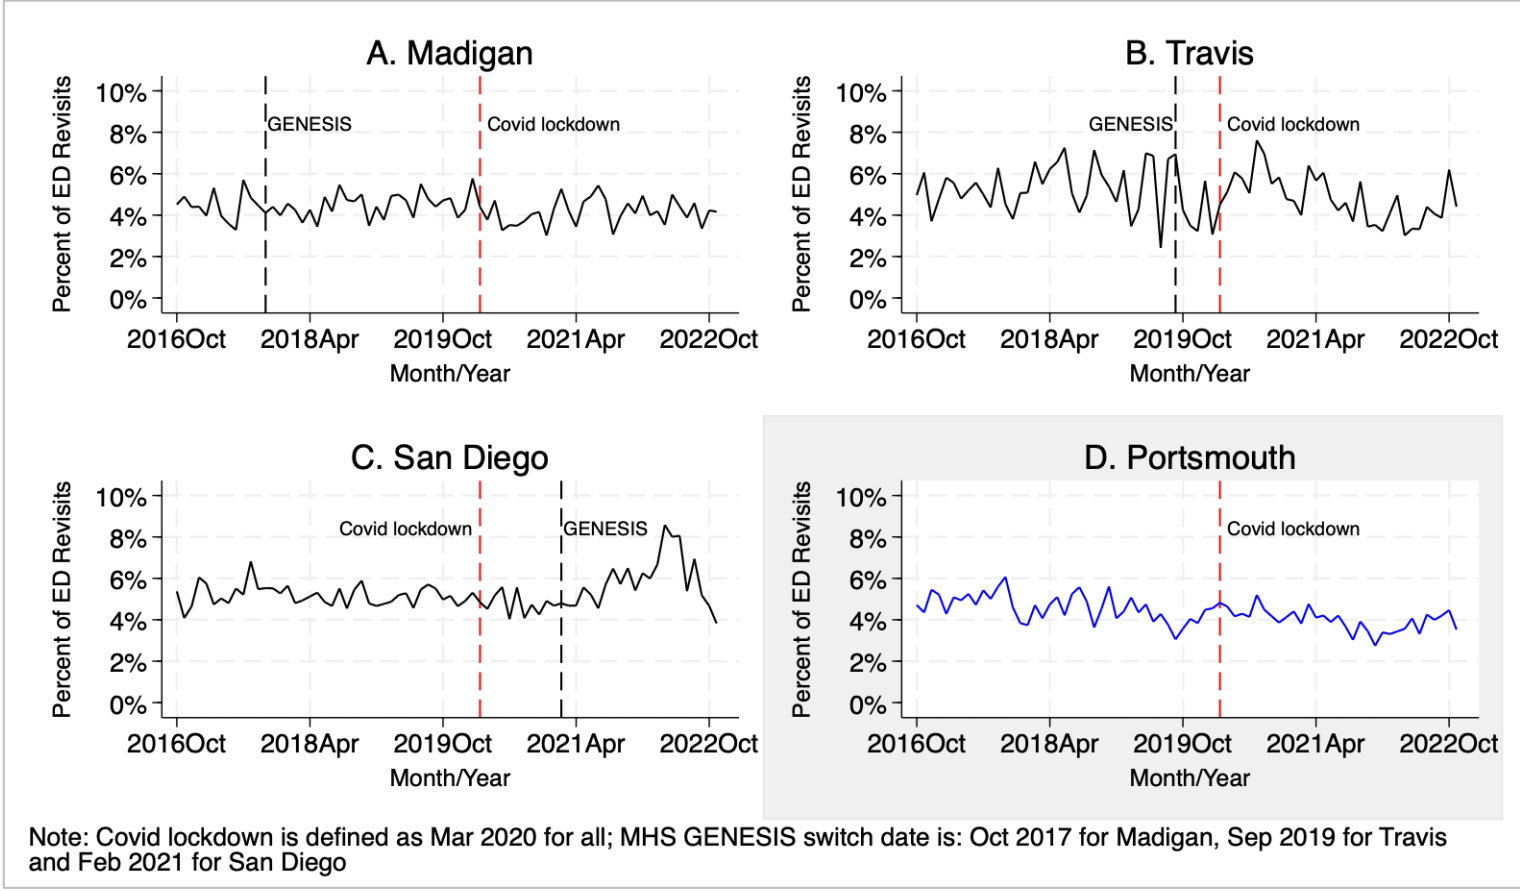 A. Madigan
Percent of ED Revisits
10%
8%
6%
4%
2%
0%
GENESIS
Covid lockdown
2016Oct 2018Apr 2019Oct 2021Apr 2022Oct
Month/Year
B. Travis
Percent of ED Revisits
10%
8%
6%
4%
2%
0%
GENESIS
Covid lockdown
2016Oct 2018Apr 2019Oct 2021Apr 2022Oct
Month/Year
C. San Diego
Percent of ED Revisits
10%
8%
6%
4%
2%
0%
Covid lockdown
GENESIS
2016Oct 2018Apr 2019Oct 2021Apr 2022Oct
Month/Year
D. Portsmouth
Percent of ED Revisits
10%
8%
6%
4%
2%
0%
Covid lockdown
2016Oct 2018Apr 2019Oct 2021Apr 2022Oct
Month/Year
Note: Covid lockdown is defined as Mar 2020 for all; MHS GENESIS switch date is: Oct 2017 for Madigan, Sep 2019 for Travis
and Feb 2021 for San Diego